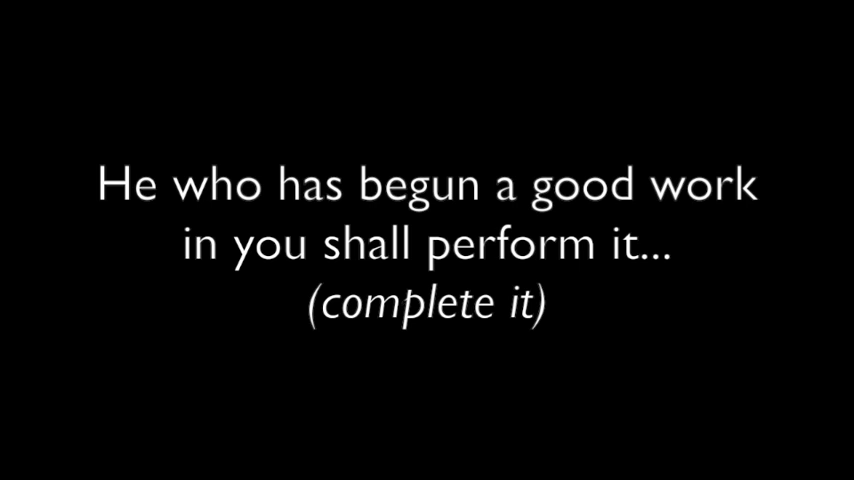 He who has begun a good work
in you shall perform it...
(complete it)